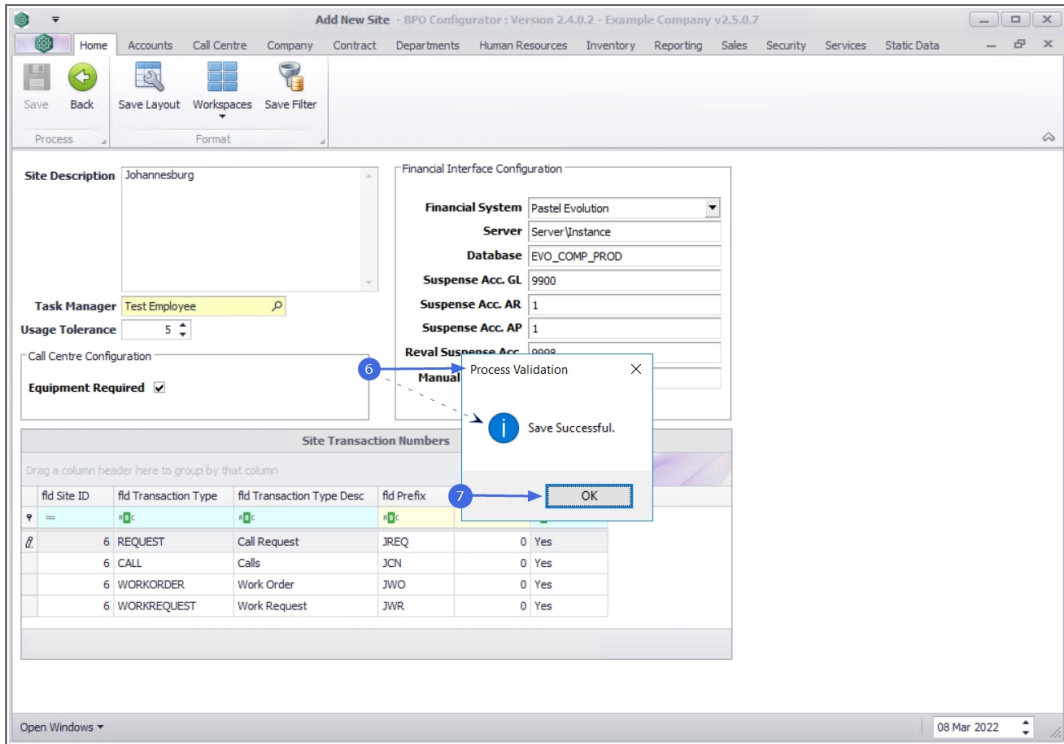 Add New Site - BPO Configurator : Version 2.4.0.2 - Example Company v2.5.0.7
Home Accounts Call Centre Company Contract Departments Human Resources Inventory Reporting Sales Security Services Static Data
Save Back Save Layout Workspaces Save Filter
Process Format
Site Description Johannesburg
Task Manager Test Employee
Usage Tolerance 5
Call Centre Configuration
Equipment Required
Financial Interface Configuration
Financial System Pastel Evolution
Server Server\Instance
Database EVO_COMP_PROD
Suspense Acc. GL 9900
Suspense Acc. AR 1
Suspense Acc. AP 1
Reval Suspense Acc. 9998
Manual
6
Process Validation
Save Successful.
7
OK
Site Transaction Numbers
Drag a column header here to group by that column
fld Site ID fld Transaction Type fld Transaction Type Desc fld Prefix
6 REQUEST Call Request JREQ 0 Yes
6 CALL Calls JCN 0 Yes
6 WORKORDER Work Order JWO 0 Yes
6 WORKREQUEST Work Request JWR 0 Yes
Open Windows 08 Mar 2022